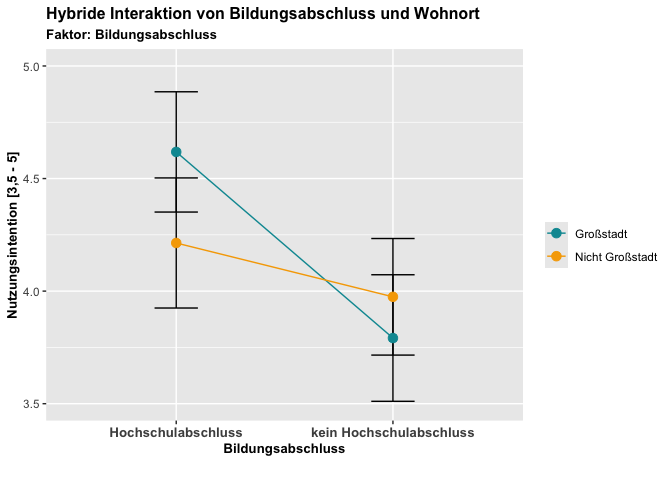 Hybride Interaktion von Bildungsabschluss und Wohnort
Faktor: Bildungsabschluss
Nutzungsintention [3,5 - 5]
5.0
4.5
4.0
3.5
Hochschulabschluss
kein Hochschulabschluss
Bildungsabschluss
Großstadt
Nicht Großstadt